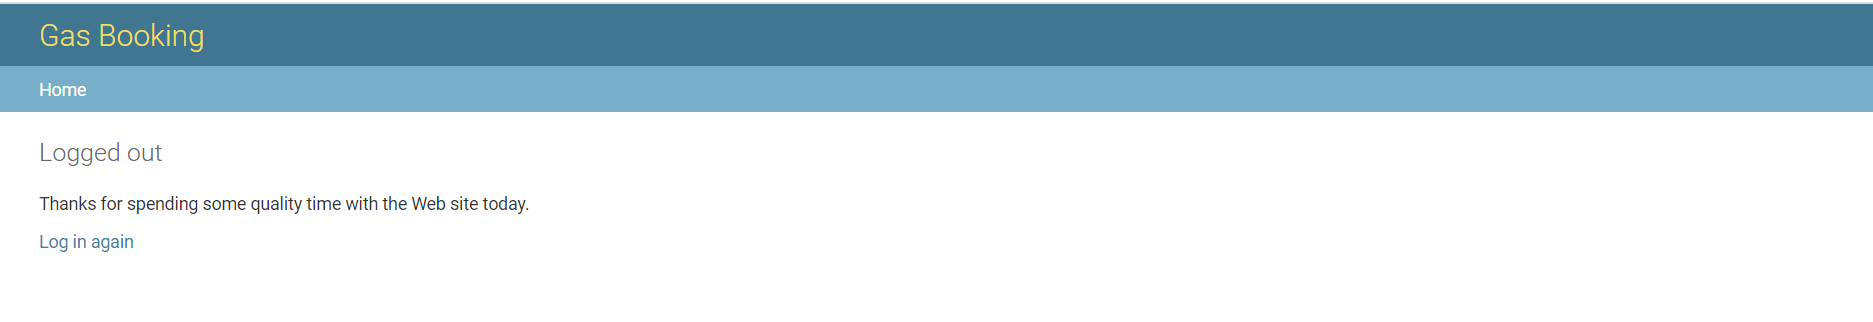 Gas Booking
Home
Logged out
Thanks for spending some quality time with the Web site today.
Log in again